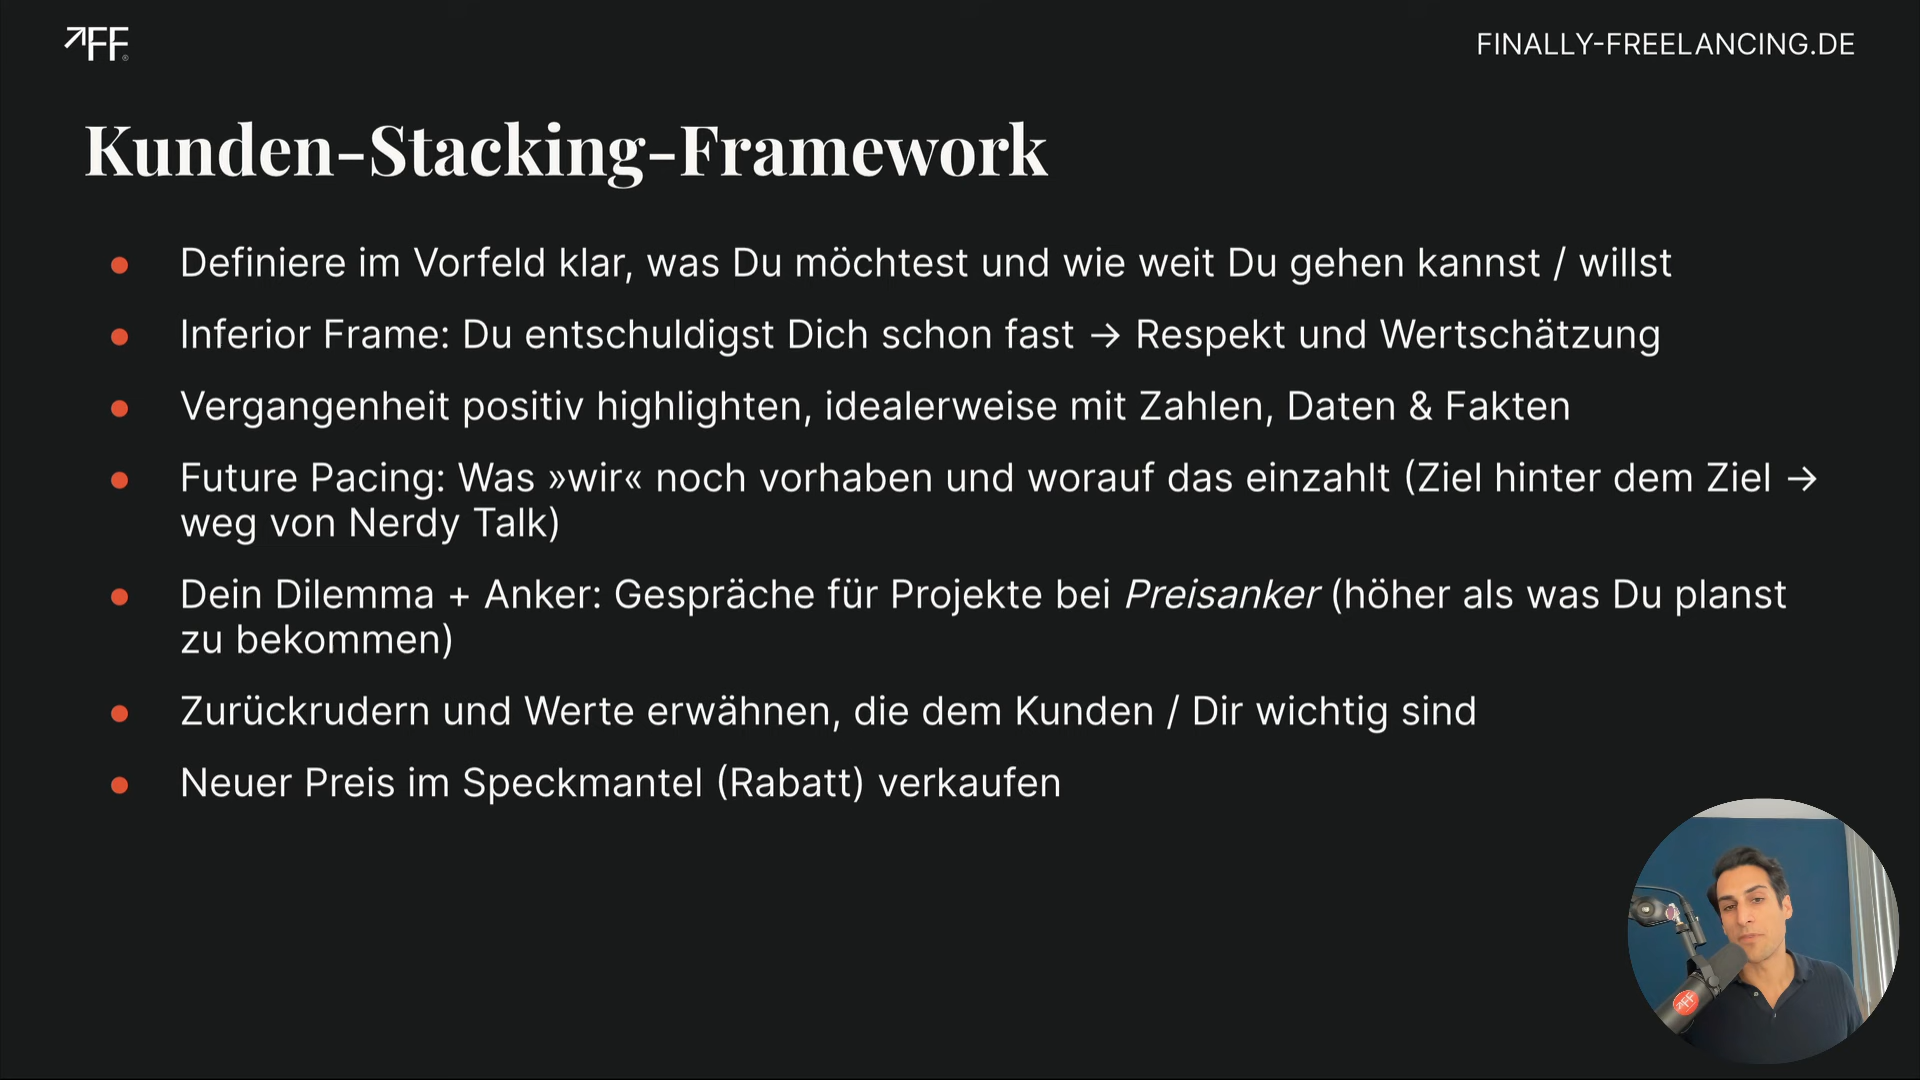 FF
FINALLY-FREELANCING.DE
Kunden-Stacking-Framework
• Definiere im Vorfeld klar, was Du möchtest und wie weit Du gehen kannst / willst
• Inferior Frame: Du entschuldigst Dich schon fast → Respekt und Wertschätzung
• Vergangenheit positiv highlighten, idealerweise mit Zahlen, Daten & Fakten
• Future Pacing: Was »wir« noch vorhaben und worauf das einzahlt (Ziel hinter dem Ziel →
weg von Nerdy Talk)
• Dein Dilemma + Anker: Gespräche für Projekte bei Preisanker (höher als was Du planst
zu bekommen)
• Zurückrudern und Werte erwähnen, die dem Kunden / Dir wichtig sind
• Neuer Preis im Speckmantel (Rabatt) verkaufen
FF